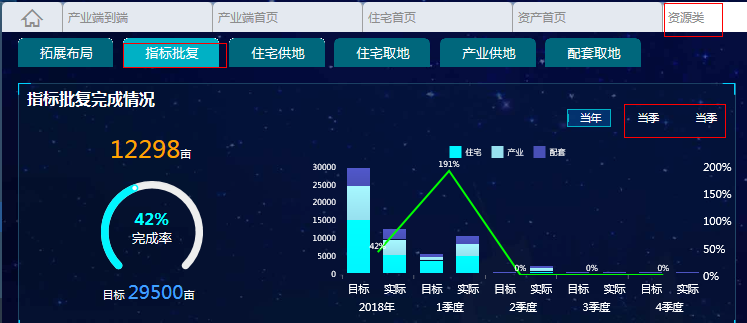 产业端到端 产业端首页 住宅首页 资产首页 资源类
拓展布局 指标批复 住宅供地 住宅取地 产业供地 配套取地
指标批复完成情况
当年 当季 当季
12298亩
42%
完成率
目标 29500亩
住宅 产业 配套
30000
25000
20000
15000
10000
5000
0
42% 191% 0% 0% 0%
200%
150%
100%
50%
0%
目标 实际 目标 实际 目标 实际 目标 实际 目标 实际
2018年 1季度 2季度 3季度 4季度